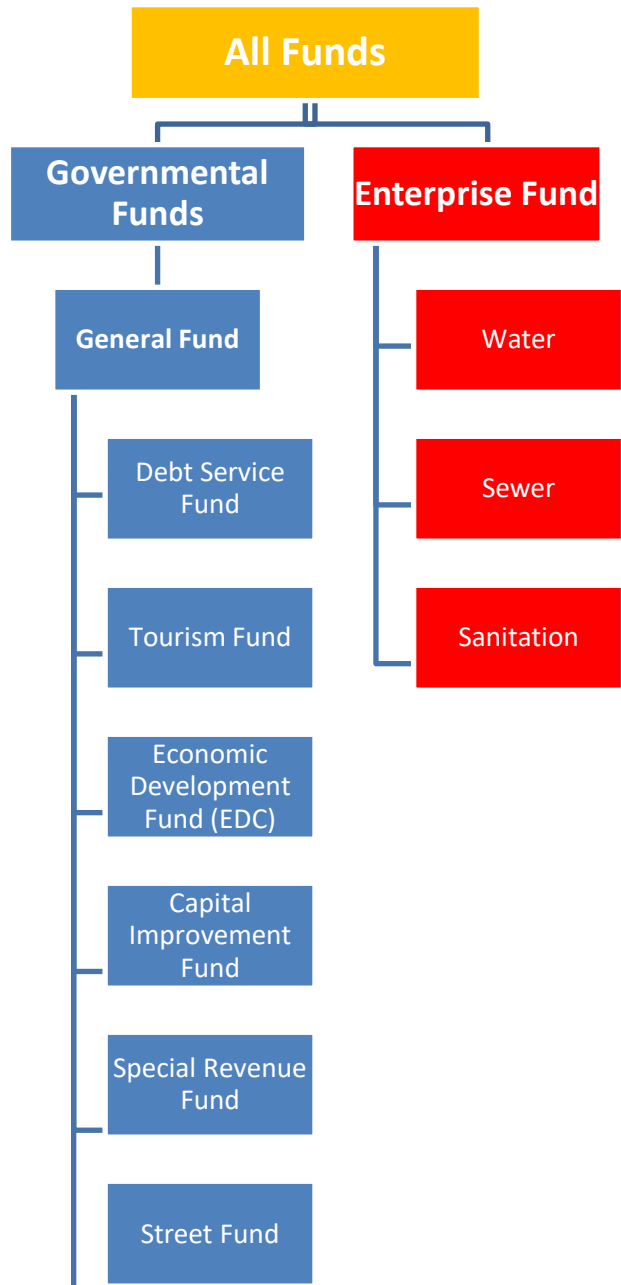 All Funds
Governmental
Funds
Enterprise Fund
General Fund
Water
Debt Service
Fund
Sewer
Tourism Fund
Sanitation
Economic
Development
Fund (EDC)
Capital
Improvement
Fund
Special Revenue
Fund
Street Fund